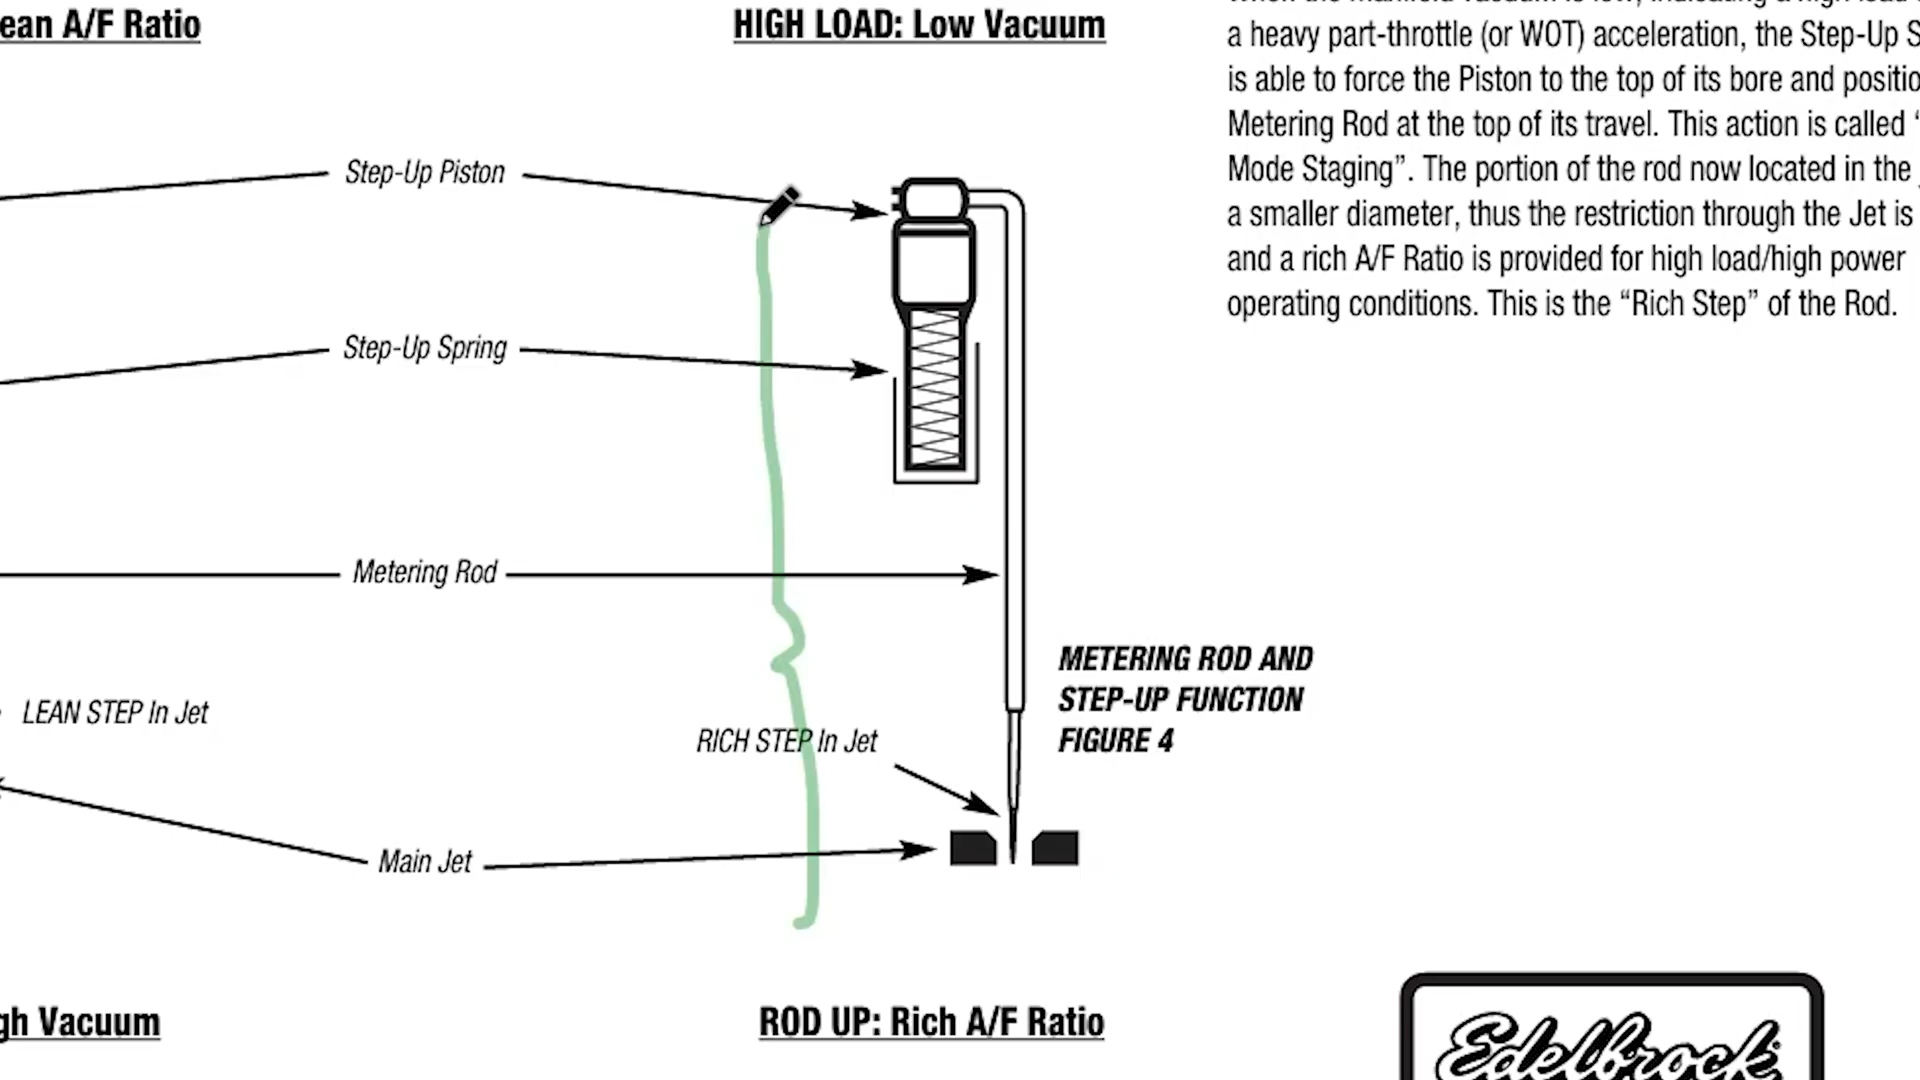 ean A/F Ratio
HIGH LOAD: Low Vacuum
a heavy part-throttle (or WOT) acceleration, the Step-Up S
is able to force the Piston to the top of its bore and positio
Metering Rod at the top of its travel. This action is called “
Mode Staging”. The portion of the rod now located in the
a smaller diameter, thus the restriction through the Jet is
and a rich A/F Ratio is provided for high load/high power
operating conditions. This is the “Rich Step” of the Rod.
Step-Up Piston
Step-Up Spring
Metering Rod
METERING ROD AND
STEP-UP FUNCTION
FIGURE 4
LEAN STEP In Jet
RICH STEP In Jet
Main Jet
gh Vacuum
ROD UP: Rich A/F Ratio
Edelbrock